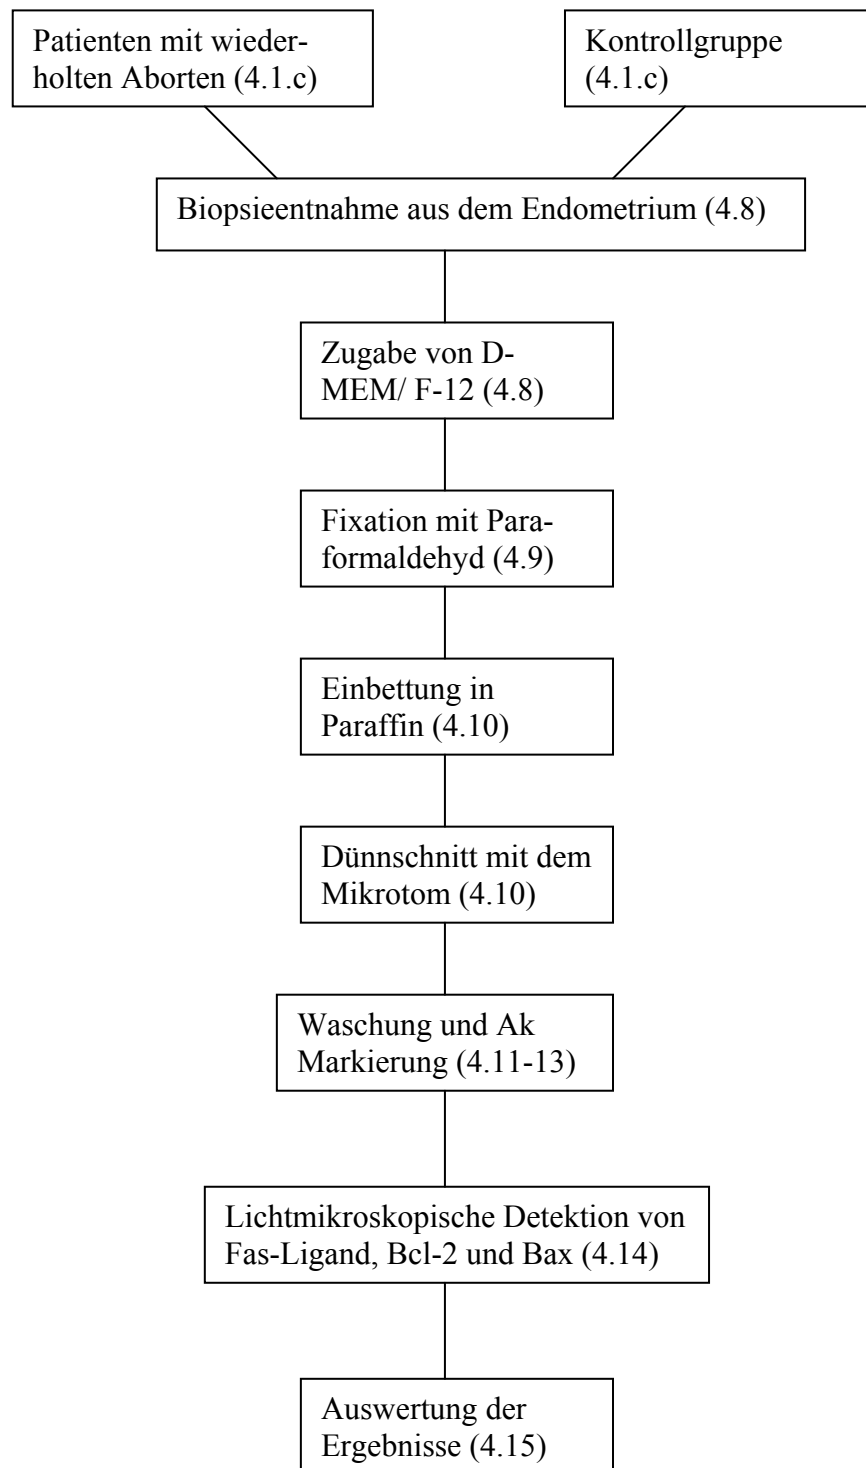 Patienten mit wieder-
holten Aborten (4.1.c)
Kontrollgruppe
(4.1.c)
Biopsieentnahme aus dem Endometrium (4.8)
Zugabe von D-
MEM/ F-12 (4.8)
Fixation mit Para-
formaldehyd (4.9)
Einbettung in
Paraffin (4.10)
Dünnschnitt mit dem
Mikrotom (4.10)
Waschung und Ak
Markierung (4.11-13)
Lichtmikroskopische Detektion von
Fas-Ligand, Bcl-2 und Bax (4.14)
Auswertung der
Ergebnisse (4.15)